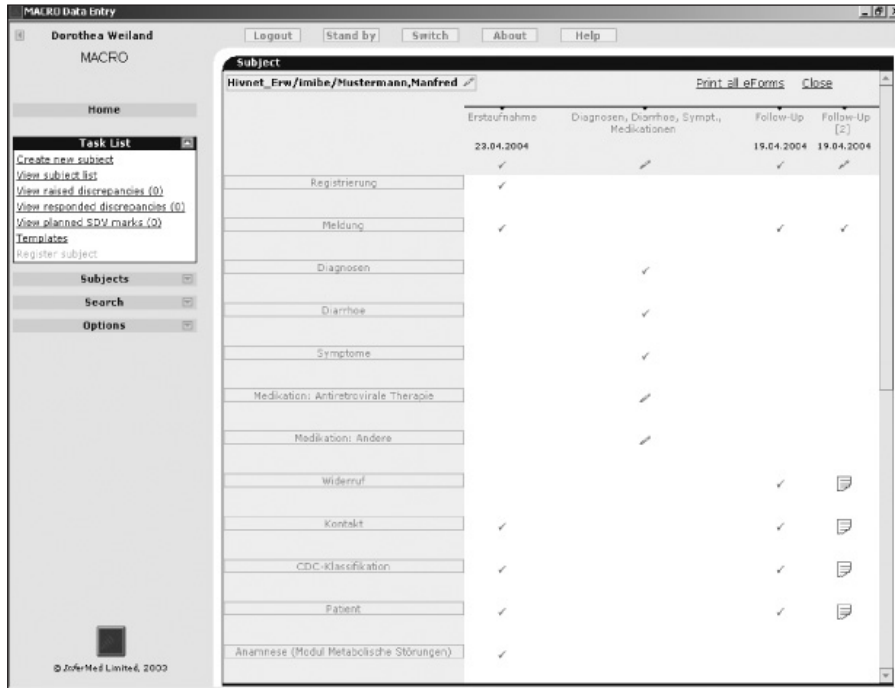 MACRO Data Entry
Dorothea Weiland
MACRO
Logout Stand by Switch About Help
Home
Task List
Create new subject
View subject list
View raised discrepancies (0)
View responded discrepancies (0)
View planned SDV marks (0)
Templates
Register subject
Subjects
Search
Options
© InferMed Limited, 2003
Subject
Hivnet_Erw/imibe/Mustermann,Manfred
Print all eForms Close
Erstaufnahme Diagnosen, Diarrhoe, Sympt., Follow-Up Follow-Up
Medikationen [2]
23.04.2004 19.04.2004 19.04.2004
Registrierung
Meldung
Diagnosen
Diarrhoe
Symptome
Medikation: Antiretrovirale Therapie
Medikation: Andere
Widerruf
Kontakt
CDC-Klassifikation
Patient
Anamnese (Modul Metabolische Störungen)